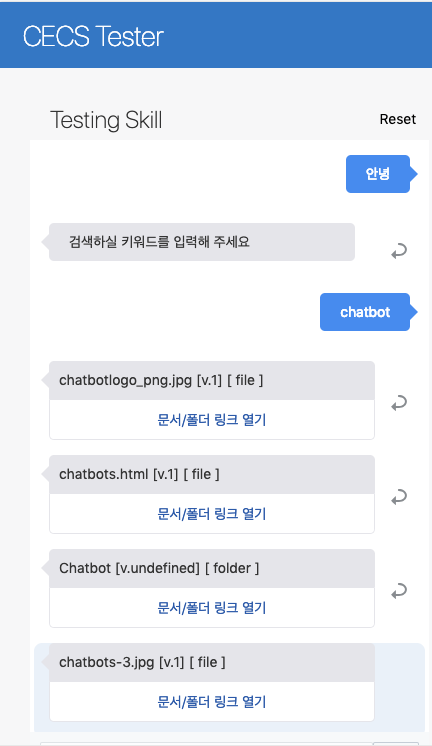 CECS Tester
Testing Skill
Reset
안녕
검색하실 키워드를 입력해 주세요
chatbot
chatbotlogo_png.jpg [v.1] [ file ]
문서/폴더 링크 열기
chatbots.html [v.1] [ file ]
문서/폴더 링크 열기
Chatbot [v.undefined] [ folder ]
문서/폴더 링크 열기
chatbots-3.jpg [v.1] [ file ]
문서/폴더 링크 열기